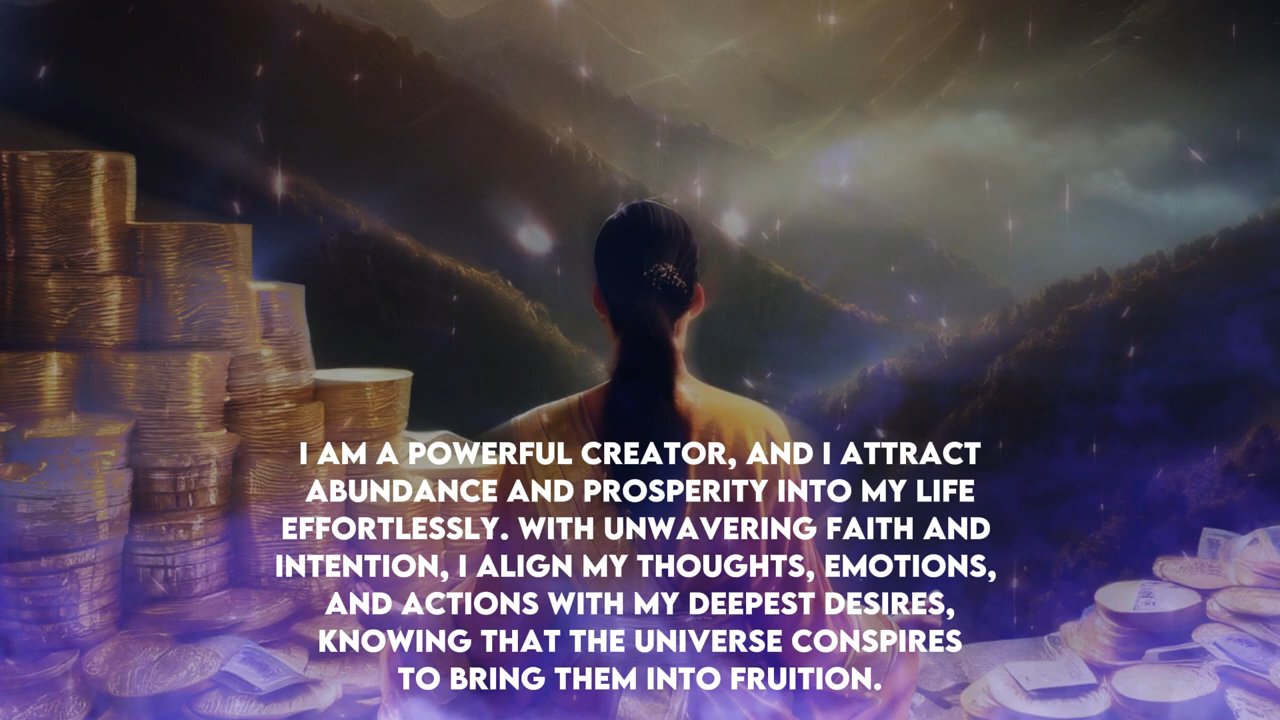 I AM A POWERFUL CREATOR, AND I ATTRACT
ABUNDANCE AND PROSPERITY INTO MY LIFE
EFFORTLESSLY. WITH UNWAVERING FAITH AND
INTENTION, I ALIGN MY THOUGHTS, EMOTIONS,
AND ACTIONS WITH MY DEEPEST DESIRES,
KNOWING THAT THE UNIVERSE CONSPIRES
TO BRING THEM INTO FRUITION.